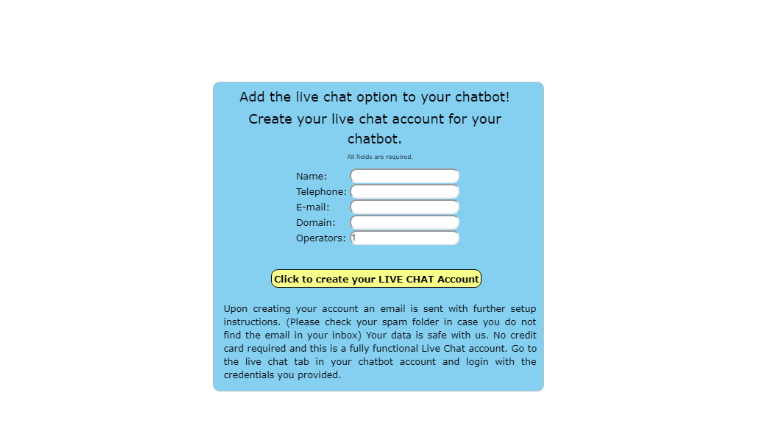 Add the live chat option to your chatbot!
Create your live chat account for your
chatbot.
All fields are required.
Name:
Telephone:
E-mail:
Domain:
Operators: 1
Click to create your LIVE CHAT Account
Upon creating your account an email is sent with further setup
instructions. (Please check your spam folder in case you do not
find the email in your inbox) Your data is safe with us. No credit
card required and this is a fully functional Live Chat account. Go to
the live chat tab in your chatbot account and login with the
credentials you provided.